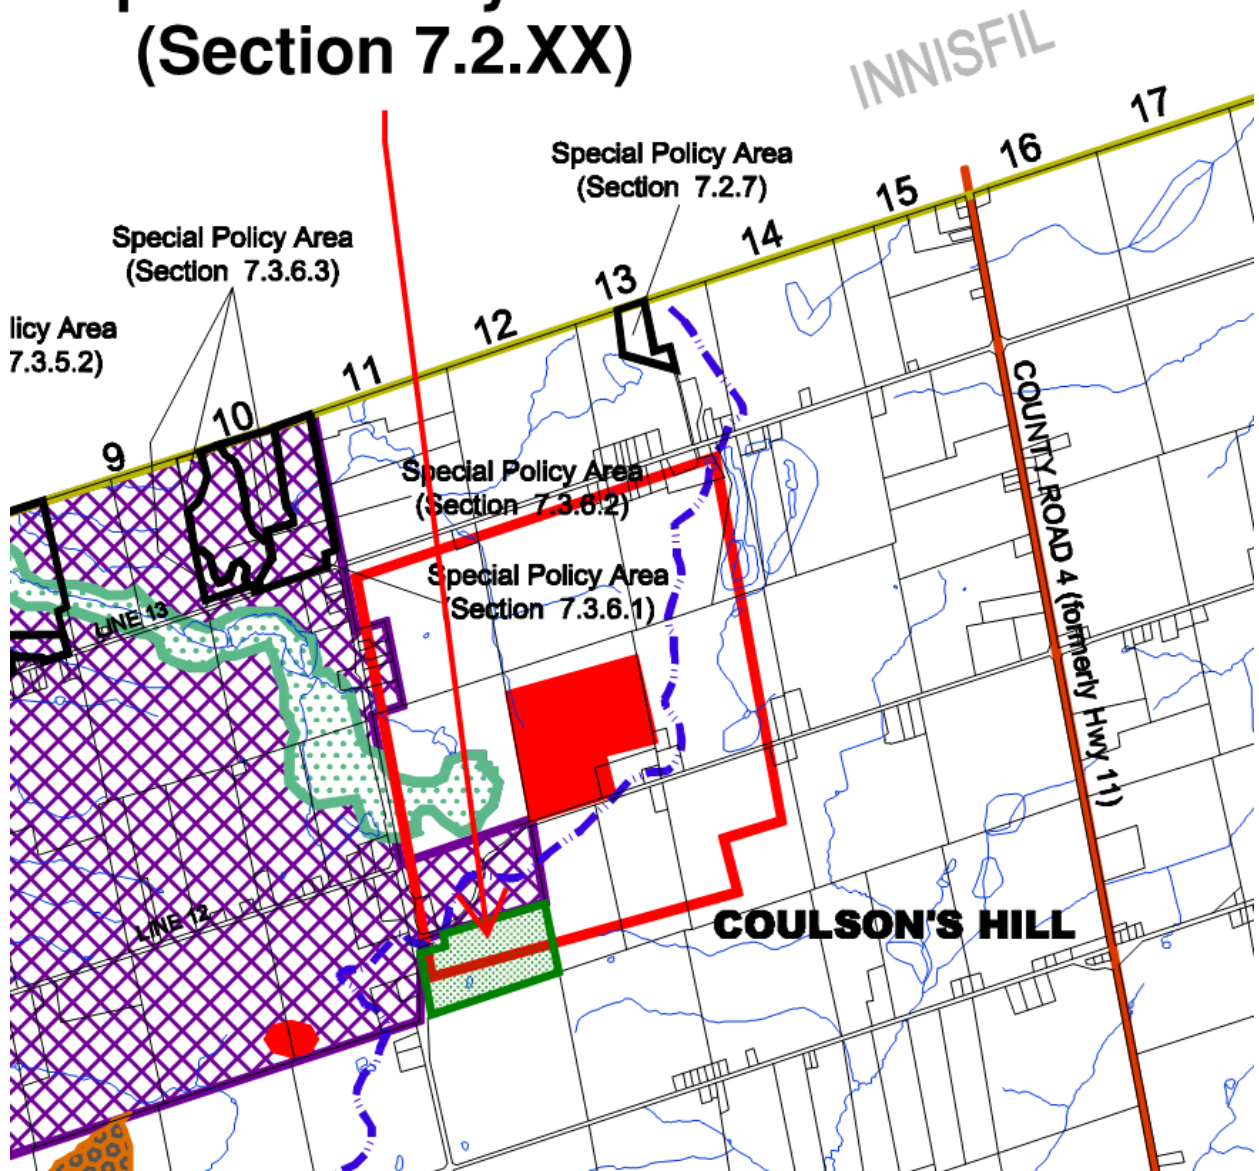 (Section 7.2.XX)
INNISFIL
17
16
Special Policy Area
(Section 7.2.7)
15
14
Special Policy Area
(Section 7.3.6.3)
13
12
licy Area
7.3.5.2)
11
10
9
COUNTY ROAD 4 (formerly Hwy 11)
Special Policy Area
(Section 7.3.6.2)
Special Policy Area
(Section 7.3.6.1)
LINE 13
LINE 12
COULSON'S HILL